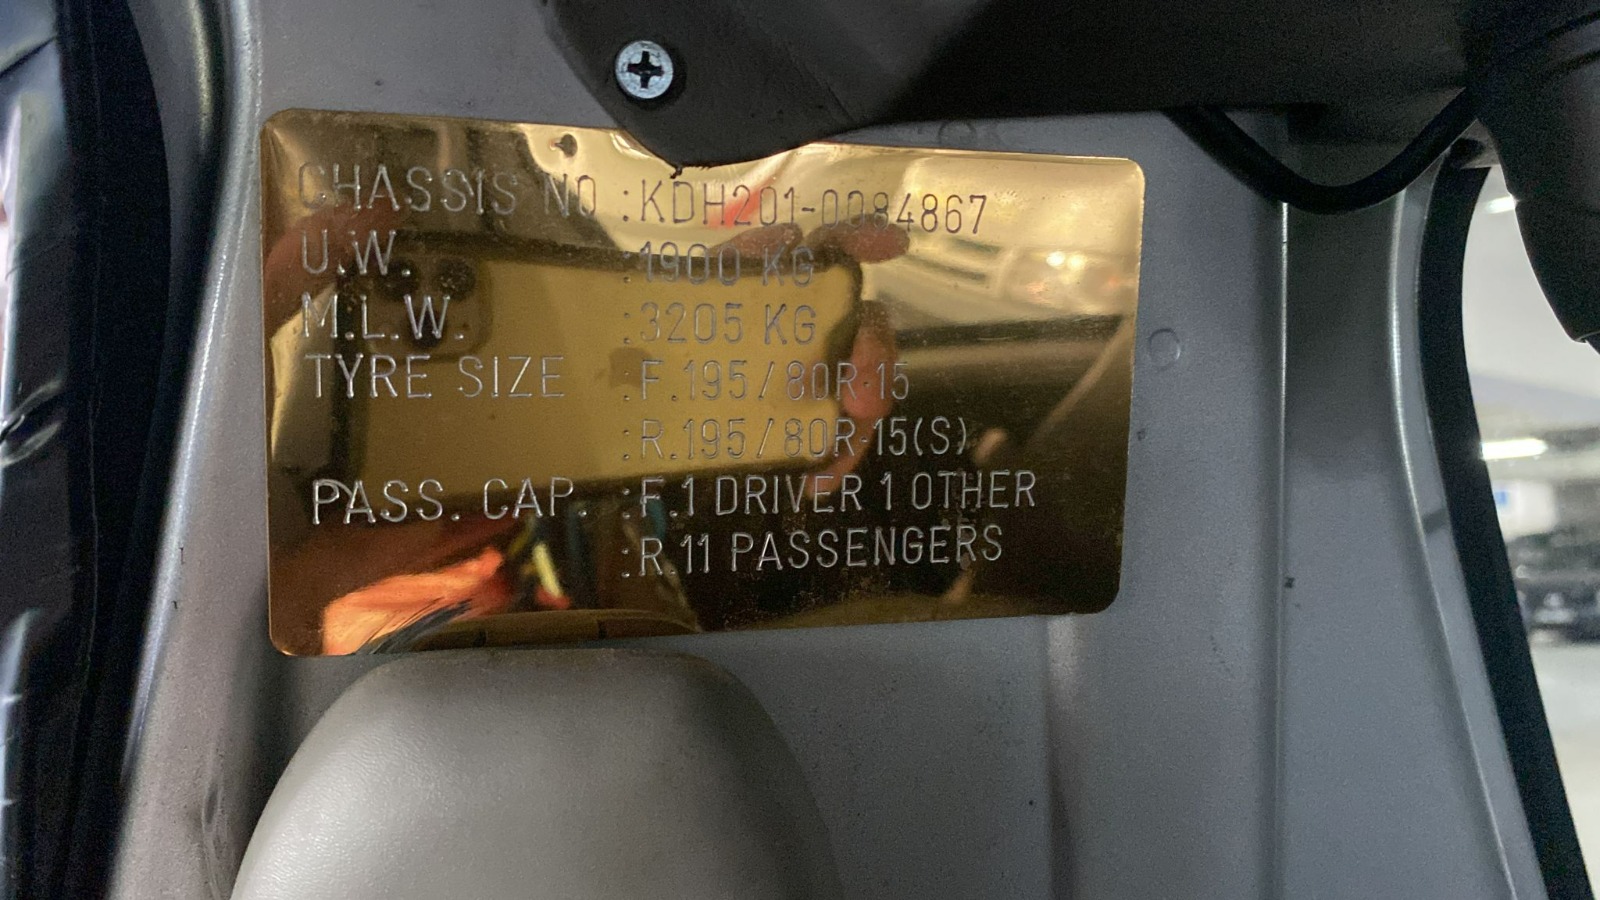 CHASSIS NO :KDH201-0084867
U.W. :1900 KG
M.L.W. :3205 KG
TYRE SIZE :F.195/80R-15
:R.195/80R-15(S)
PASS. CAP. :F.1 DRIVER 1 OTHER
:R.11 PASSENGERS